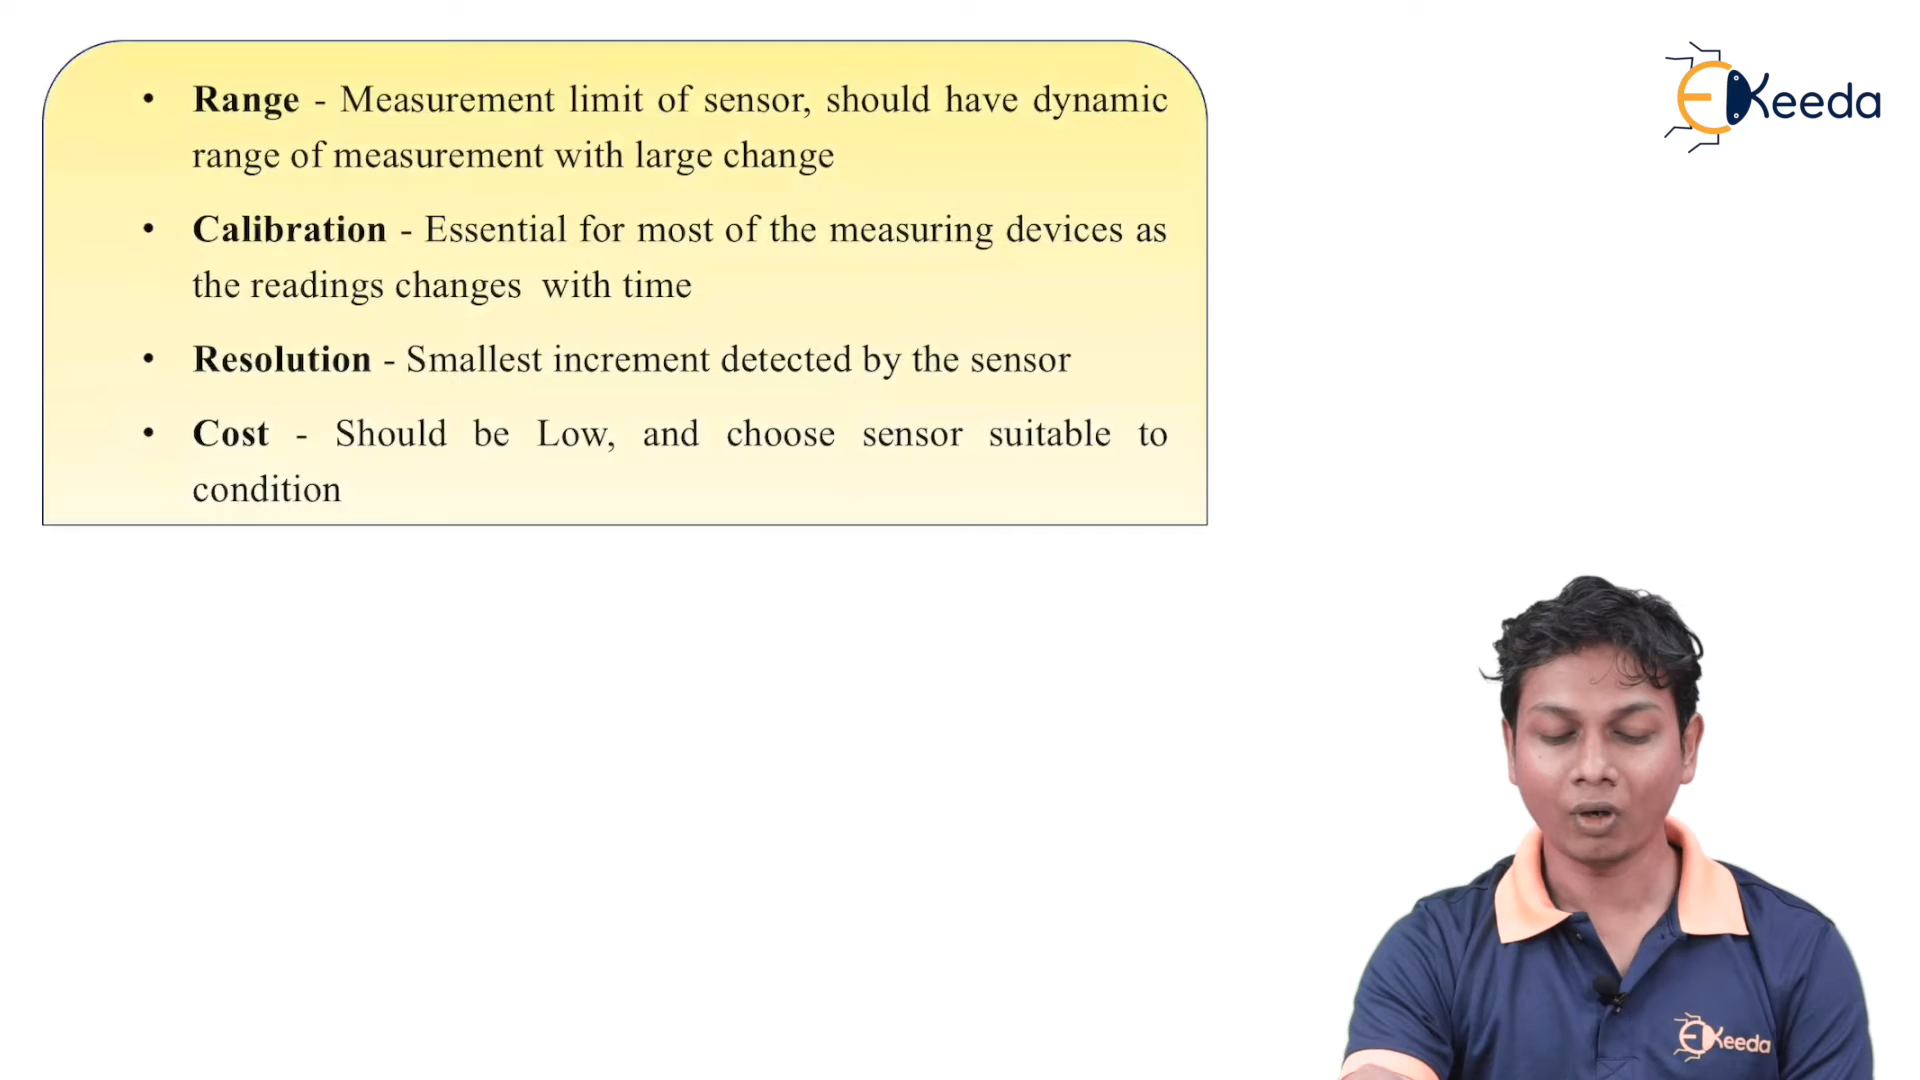 • Range - Measurement limit of sensor, should have dynamic
range of measurement with large change
• Calibration - Essential for most of the measuring devices as
the readings changes with time
• Resolution - Smallest increment detected by the sensor
• Cost - Should be Low, and choose sensor suitable to
condition
EKeeda
EKeeda